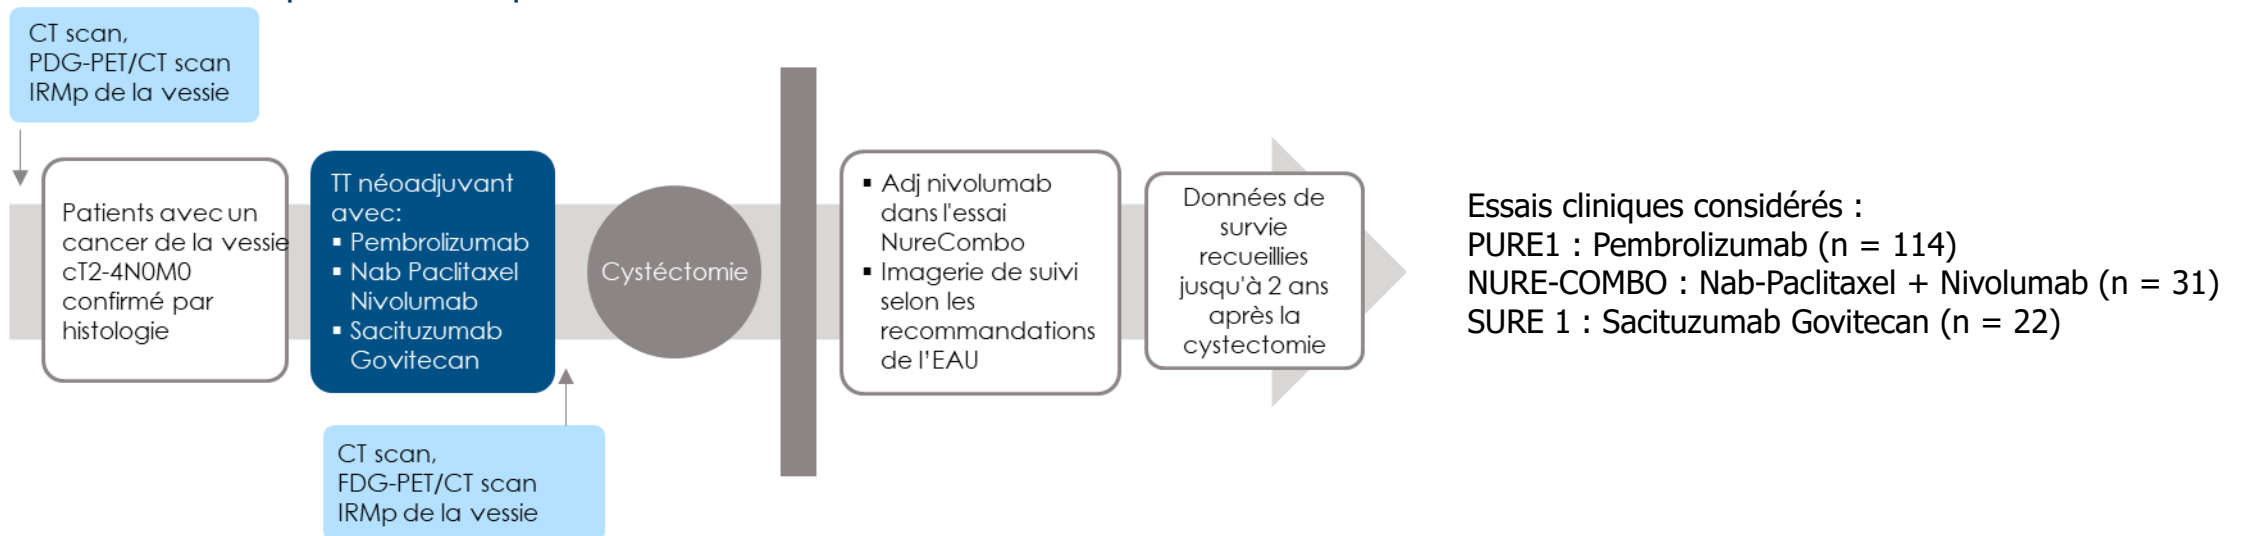 CT scan,
PDG-PET/CT scan
IRMp de la vessie
Patients avec un
cancer de la vessie
cT2-4N0M0
confirmé par
histologie
TT néoadjuvant
avec:
▪ Pembrolizumab
▪ Nab Paclitaxel
Nivolumab
▪ Sacituzumab
Govitecan
CT scan,
FDG-PET/CT scan
IRMp de la vessie
Cystéctomie
▪ Adj nivolumab
dans l'essai
NureCombo
▪ Imagerie de suivi
selon les
recommandations
de l'EAU
Données de
survie
recueillies
jusqu'à 2 ans
après la
cystectomie
Essais cliniques considérés :
PURE1 : Pembrolizumab (n = 114)
NURE-COMBO : Nab-Paclitaxel + Nivolumab (n = 31)
SURE 1 : Sacituzumab Govitecan (n = 22)